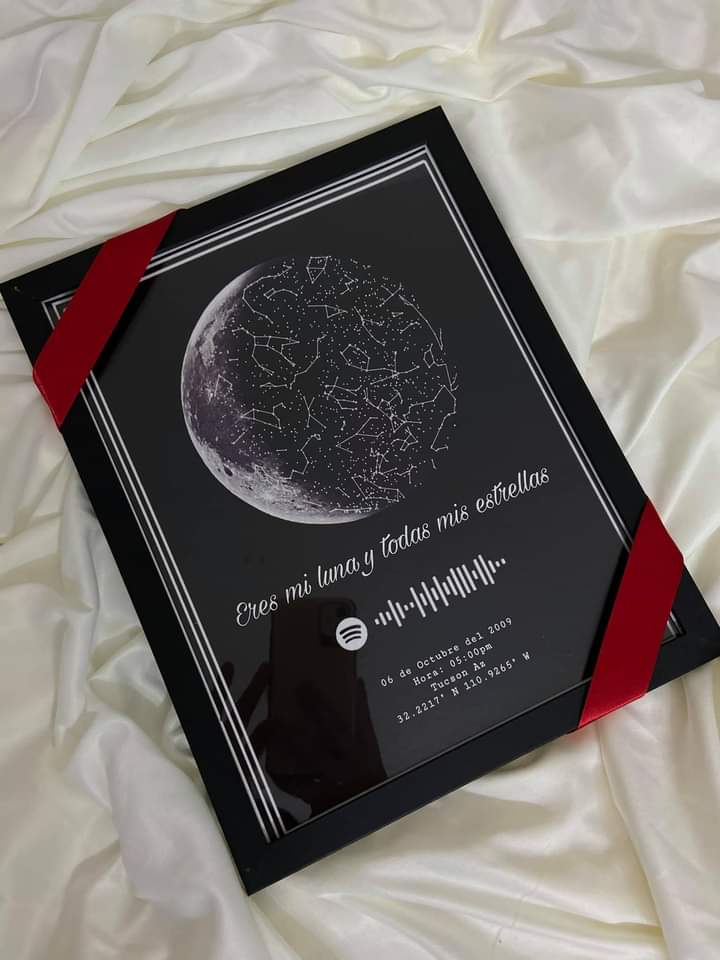 Eres mi luna y todas mis estrellas
06 de Octubre del 2009
Hora: 05:00pm
Tucson Az
32.2217° N 110.9265° W